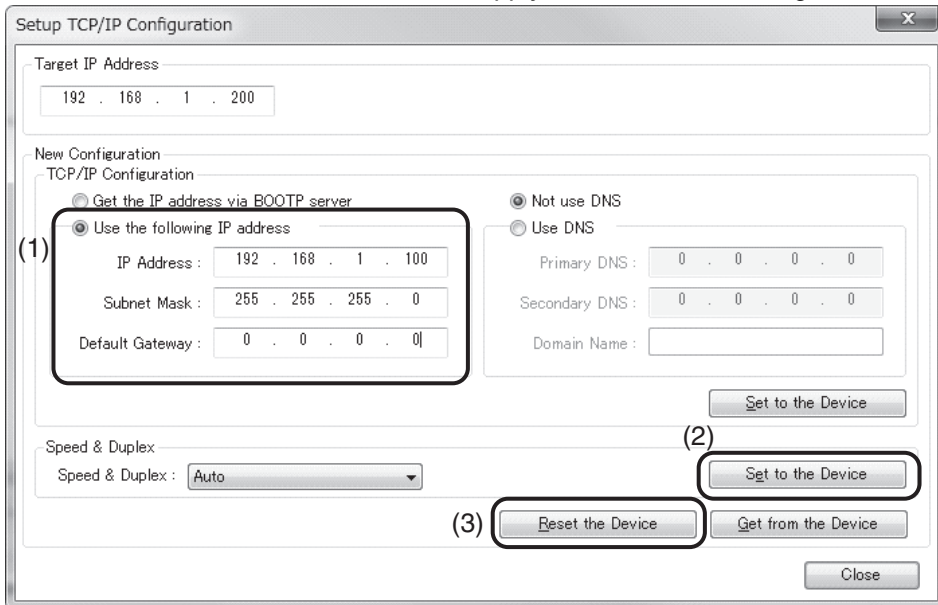 Setup TCP/IP Configuration
x
Target IP Address
192 . 168 . 1 . 200
New Configuration
TCP/IP Configuration
Get the IP address via BOOTP server
Not use DNS
(1)
Use the following IP address
Use DNS
IP Address : 192 . 168 . 1 . 100
Primary DNS : 0 . 0 . 0 . 0
Subnet Mask : 255 . 255 . 255 . 0
Secondary DNS : 0 . 0 . 0 . 0
Default Gateway : 0 . 0 . 0 . 0
Domain Name :
Set to the Device
(2)
Speed & Duplex
Speed & Duplex : Auto
Set to the Device
(3)
Reset the Device
Get from the Device
Close